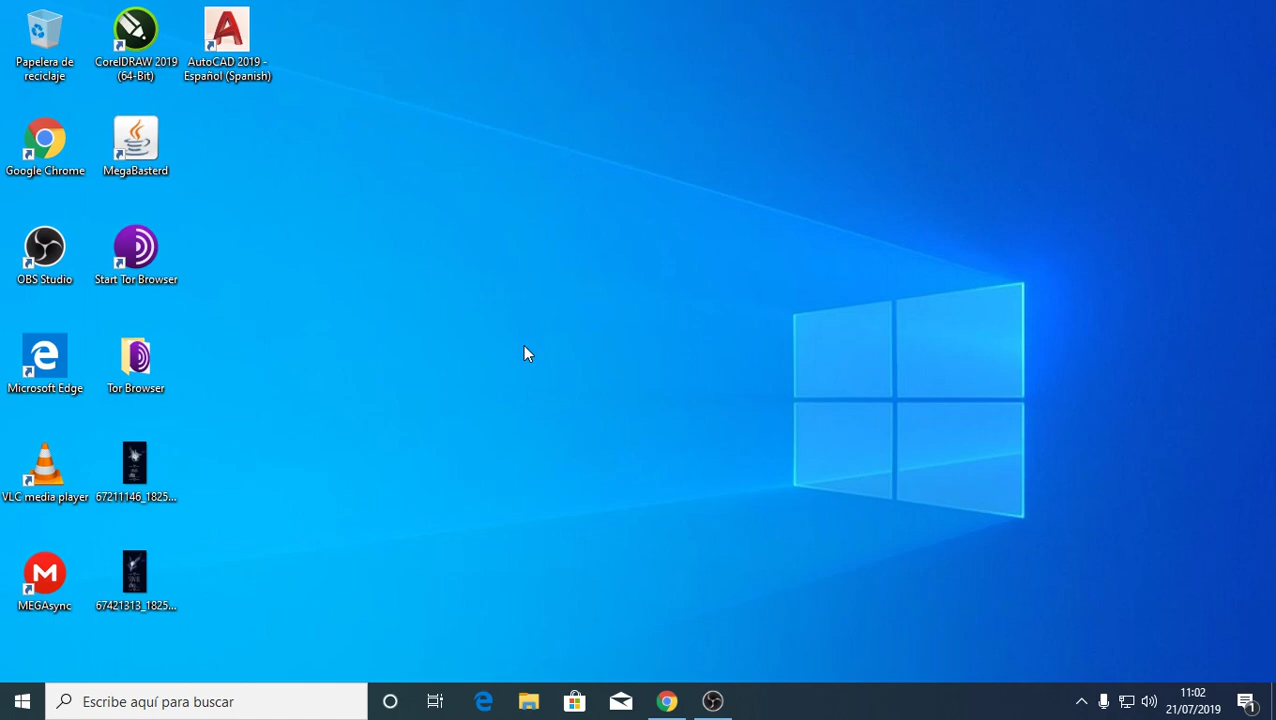 Papelera de
reciclaje
CorelDRAW 2019
(64-Bit)
AutoCAD 2019 -
Español (Spanish)
Google Chrome
MegaBasterd
OBS Studio
Start Tor Browser
Microsoft Edge
Tor Browser
VLC media player
67211146_1825...
MEGAsync
67421313_1825...
Escribe aquí para buscar
11:02
21/07/2019
1